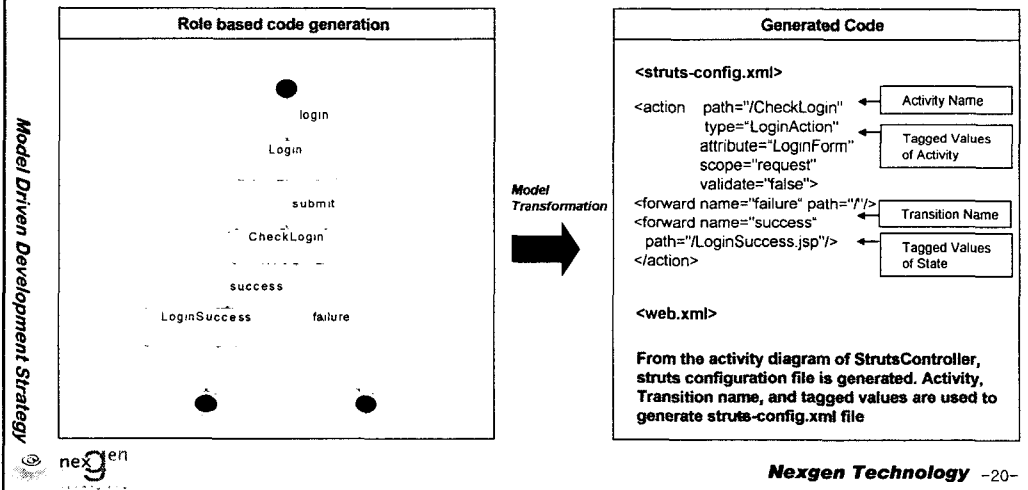 Role based code generation
login
Login
submit
CheckLogin
success
LoginSuccess
failure
Model Driven Development Strategy
nexgen
Model
Transformation
Generated Code
<struts-config.xml>
<action path="/CheckLogin"
type="LoginAction"
attribute="LoginForm"
scope="request"
validate="false">
<forward name="failure" path="/"/>
<forward name="success"
path="/LoginSuccess.jsp"/>
</action>
Activity Name
Tagged Values
of Activity
Transition Name
Tagged Values
of State
<web.xml>
From the activity diagram of StrutsController,
struts configuration file is generated. Activity,
Transition name, and tagged values are used to
generate struts-config.xml file
Nexgen Technology -20-